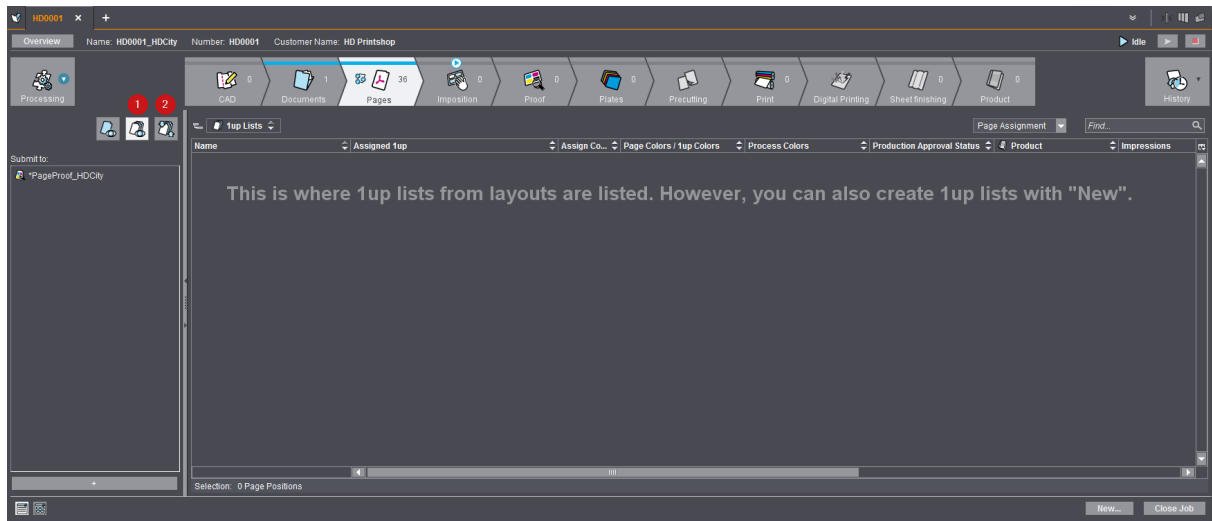 HD0001 × +
Overview Name: HD0001_HDCity Number: HD0001 Customer Name: HD Printshop Idle
Processing
0 CAD
1 Documents
36 Pages
0 Imposition
0 Proof
0 Plates
Precutting
0 Print
Digital Printing
0 Sheet finishing
0 Product
History
1 2
1up Lists Page Assignment Find...
Name Assigned 1up Assign Co... Page Colors / 1up Colors Process Colors Production Approval Status Product Impressions
Submit to:
*PageProof_HDCity
This is where 1up lists from layouts are listed. However, you can also create 1up lists with "New".
+
Selection: 0 Page Positions
New... Close Job